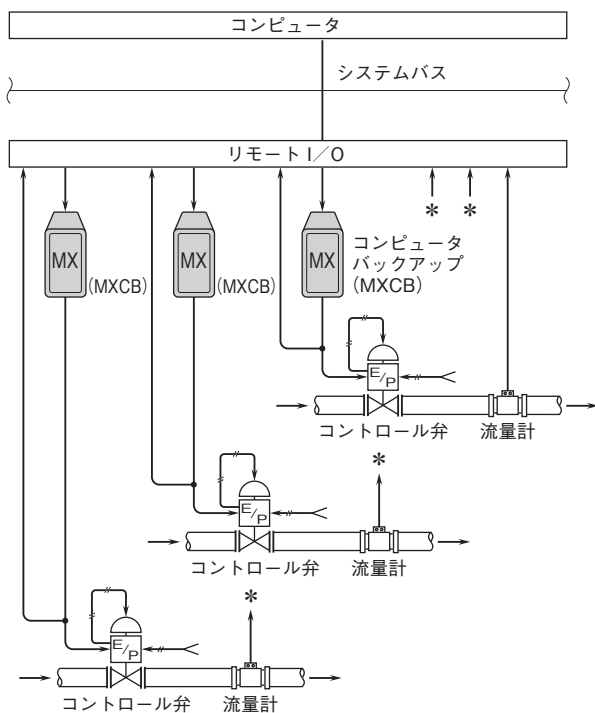 コンピュータ
システムバス
リモート I/O
* *
MX
(MXCB)
MX
(MXCB)
MX
コンピュータ
バックアップ
(MXCB)
E/P
コントロール弁 流量計
*
E/P
コントロール弁 流量計
*
E/P
コントロール弁 流量計